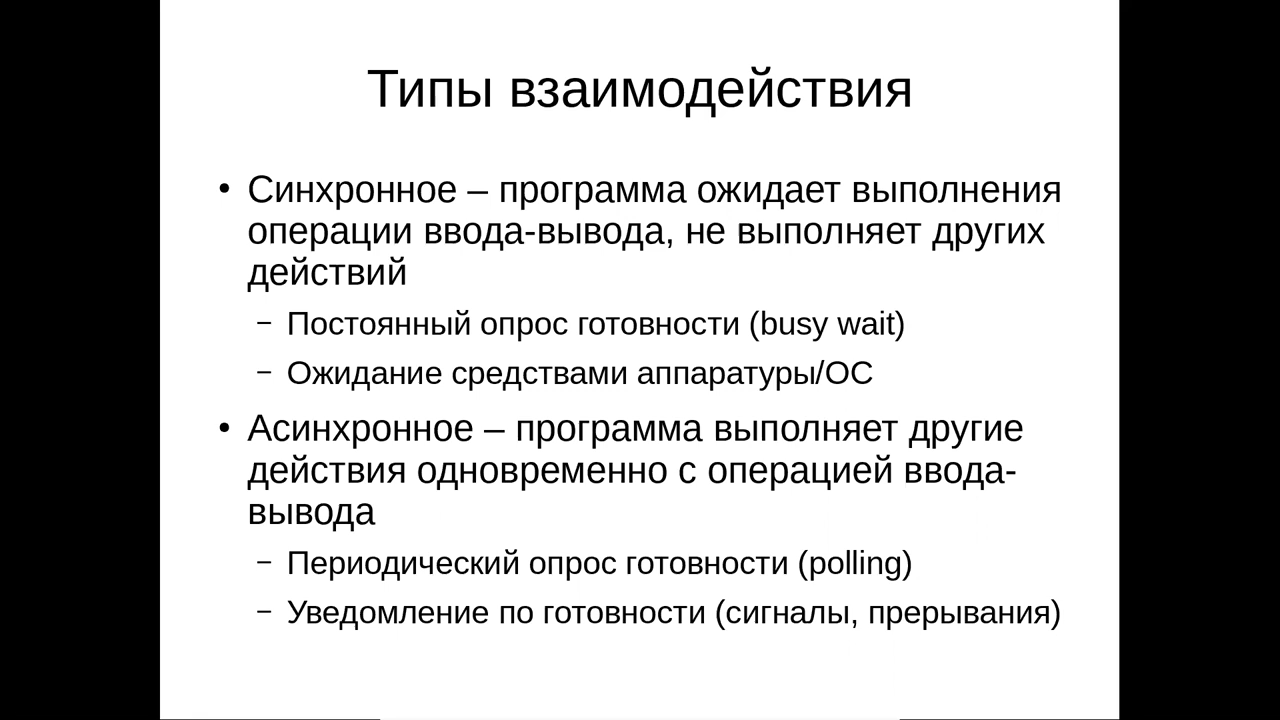 Типы взаимодействия
• Синхронное – программа ожидает выполнения
операции ввода-вывода, не выполняет других
действий
– Постоянный опрос готовности (busy wait)
– Ожидание средствами аппаратуры/ОС
• Асинхронное – программа выполняет другие
действия одновременно с операцией ввода-
вывода
– Периодический опрос готовности (polling)
– Уведомление по готовности (сигналы, прерывания)